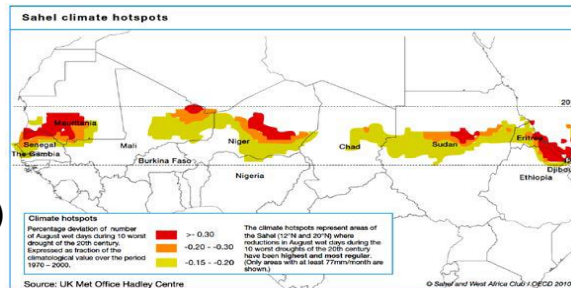 Sahel climate hotspots
20°
Mauritania
Senegal
The Gambia
Mali
Burkina Faso
Niger
Nigeria
Chad
Sudan
Eritrea
Djibou
Ethiopia
Climate hotspots
Percentage deviation of number
of August wet days during 10 worst
drought of the 20th century.
Expressed as fraction of the
climatological value over the period
1970 – 2000.
>- 0.30
-0.20 - -0.30
-0.15 - -0.20
The climate hotspots represent areas of
the Sahel (12°N and 20°N) where
reductions in August wet days during the
10 worst droughts of the 20th century
have been highest and most regular.
(Only areas with at least 77mm/month are
shown.)
Source: UK Met Office Hadley Centre
© Sahel and West Africa Club / OECD 2010